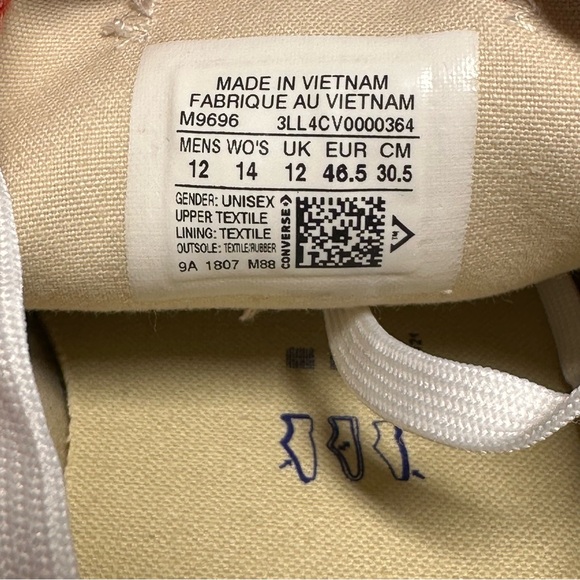 MADE IN VIETNAM
FABRIQUE AU VIETNAM
M9696 3LL4CV0000364
MENS WO'S UK EUR CM
12 14 12 46.5 30.5
GENDER: UNISEX
UPPER TEXTILE
LINING: TEXTILE
OUTSOLE: TEXTILE/RUBBER
9A 1807 M88
CONVERSE